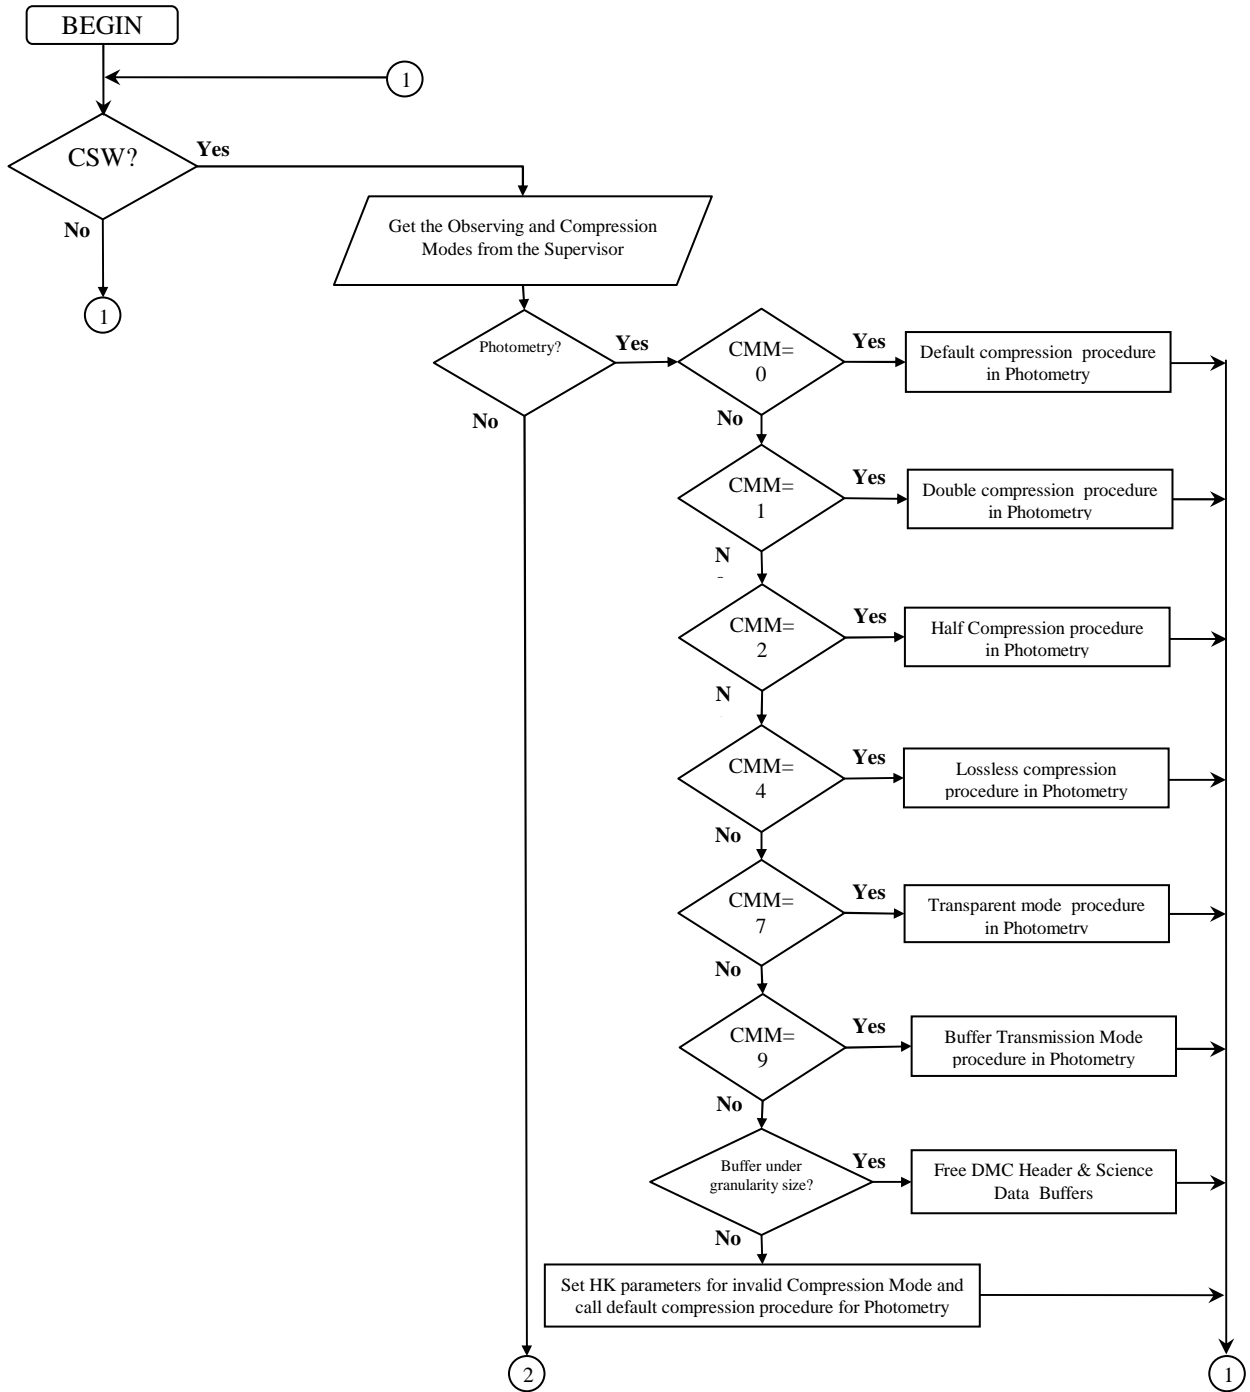 BEGIN
1
CSW?
Yes
No
1
Get the Observing and Compression
Modes from the Supervisor
Photometry?
Yes
No
CMM=
0
Yes
No
Default compression procedure
in Photometry
CMM=
1
Yes
N
Double compression procedure
in Photometry
CMM=
2
Yes
N
Half Compression procedure
in Photometry
CMM=
4
Yes
No
Lossless compression
procedure in Photometry
CMM=
7
Yes
No
Transparent mode procedure
in Photometry
CMM=
9
Yes
No
Buffer Transmission Mode
procedure in Photometry
Buffer under
granularity size?
Yes
No
Free DMC Header & Science
Data Buffers
Set HK parameters for invalid Compression Mode and
call default compression procedure for Photometry
2
1